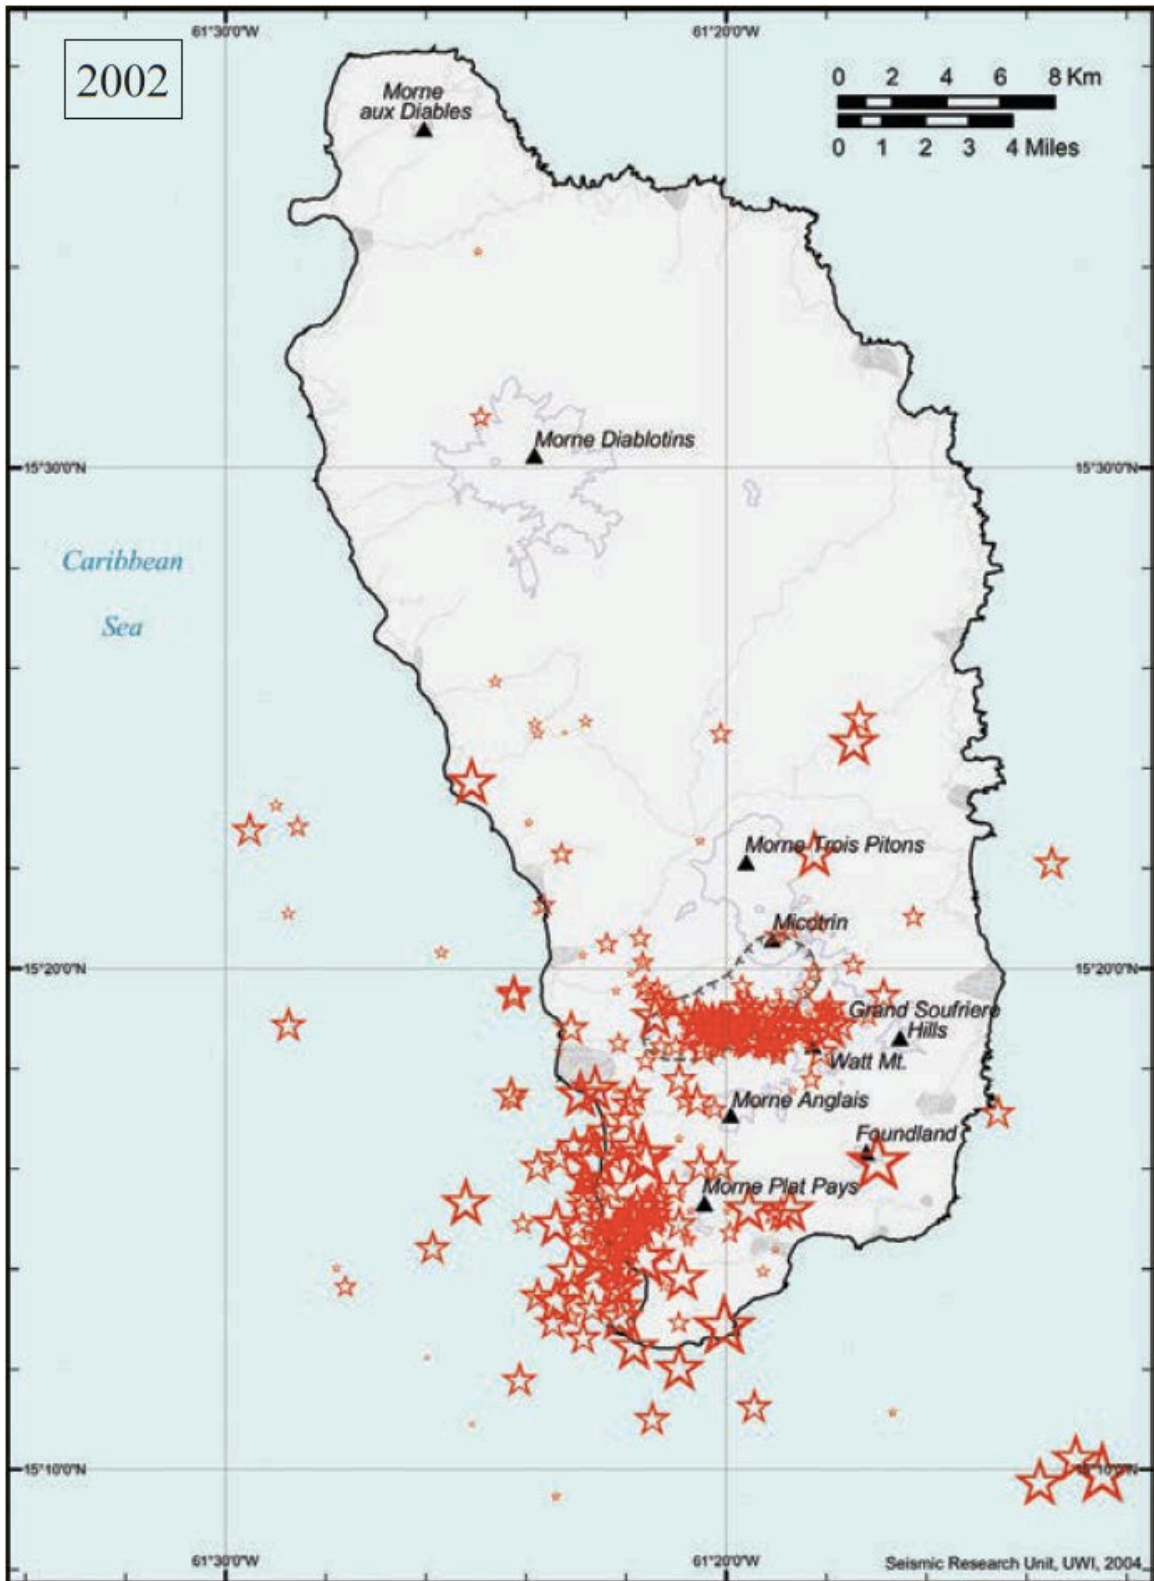 61°30'0"W
61°20'0"W
2002
Morne
aux Diables
0 2 4 6 8 Km
0 1 2 3 4 Miles
Morne Diablotins
15°30'0"N
15°30'0"N
Caribbean
Sea
Morne Trois Pitons
Micotrin
15°20'0"N
15°20'0"N
Grand Soufriere
Hills
Watt Mt.
Morne Anglais
Foundland
Morne Plat Pays
15°10'0"N
15°10'0"N
61°30'0"W
61°20'0"W
Seismic Research Unit, UWI, 2004